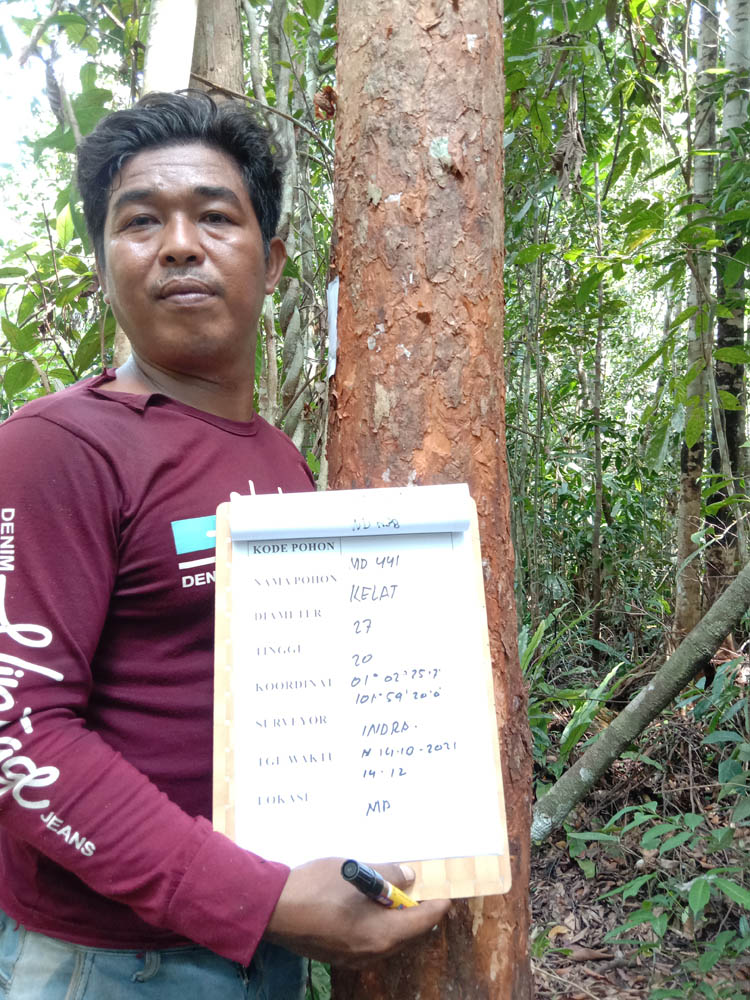 KODE POHON MD 441
NAMA POHON KELAT
DIAMETER 27
TINGGI 20
KOORDINAT 01° 02' 25.7"
101° 59' 20.0"
SURVEYOR INDRA.
TGL WAKTU 14.10-2021
14.12
LOKASI MD
DENIM
JEANS
DEN